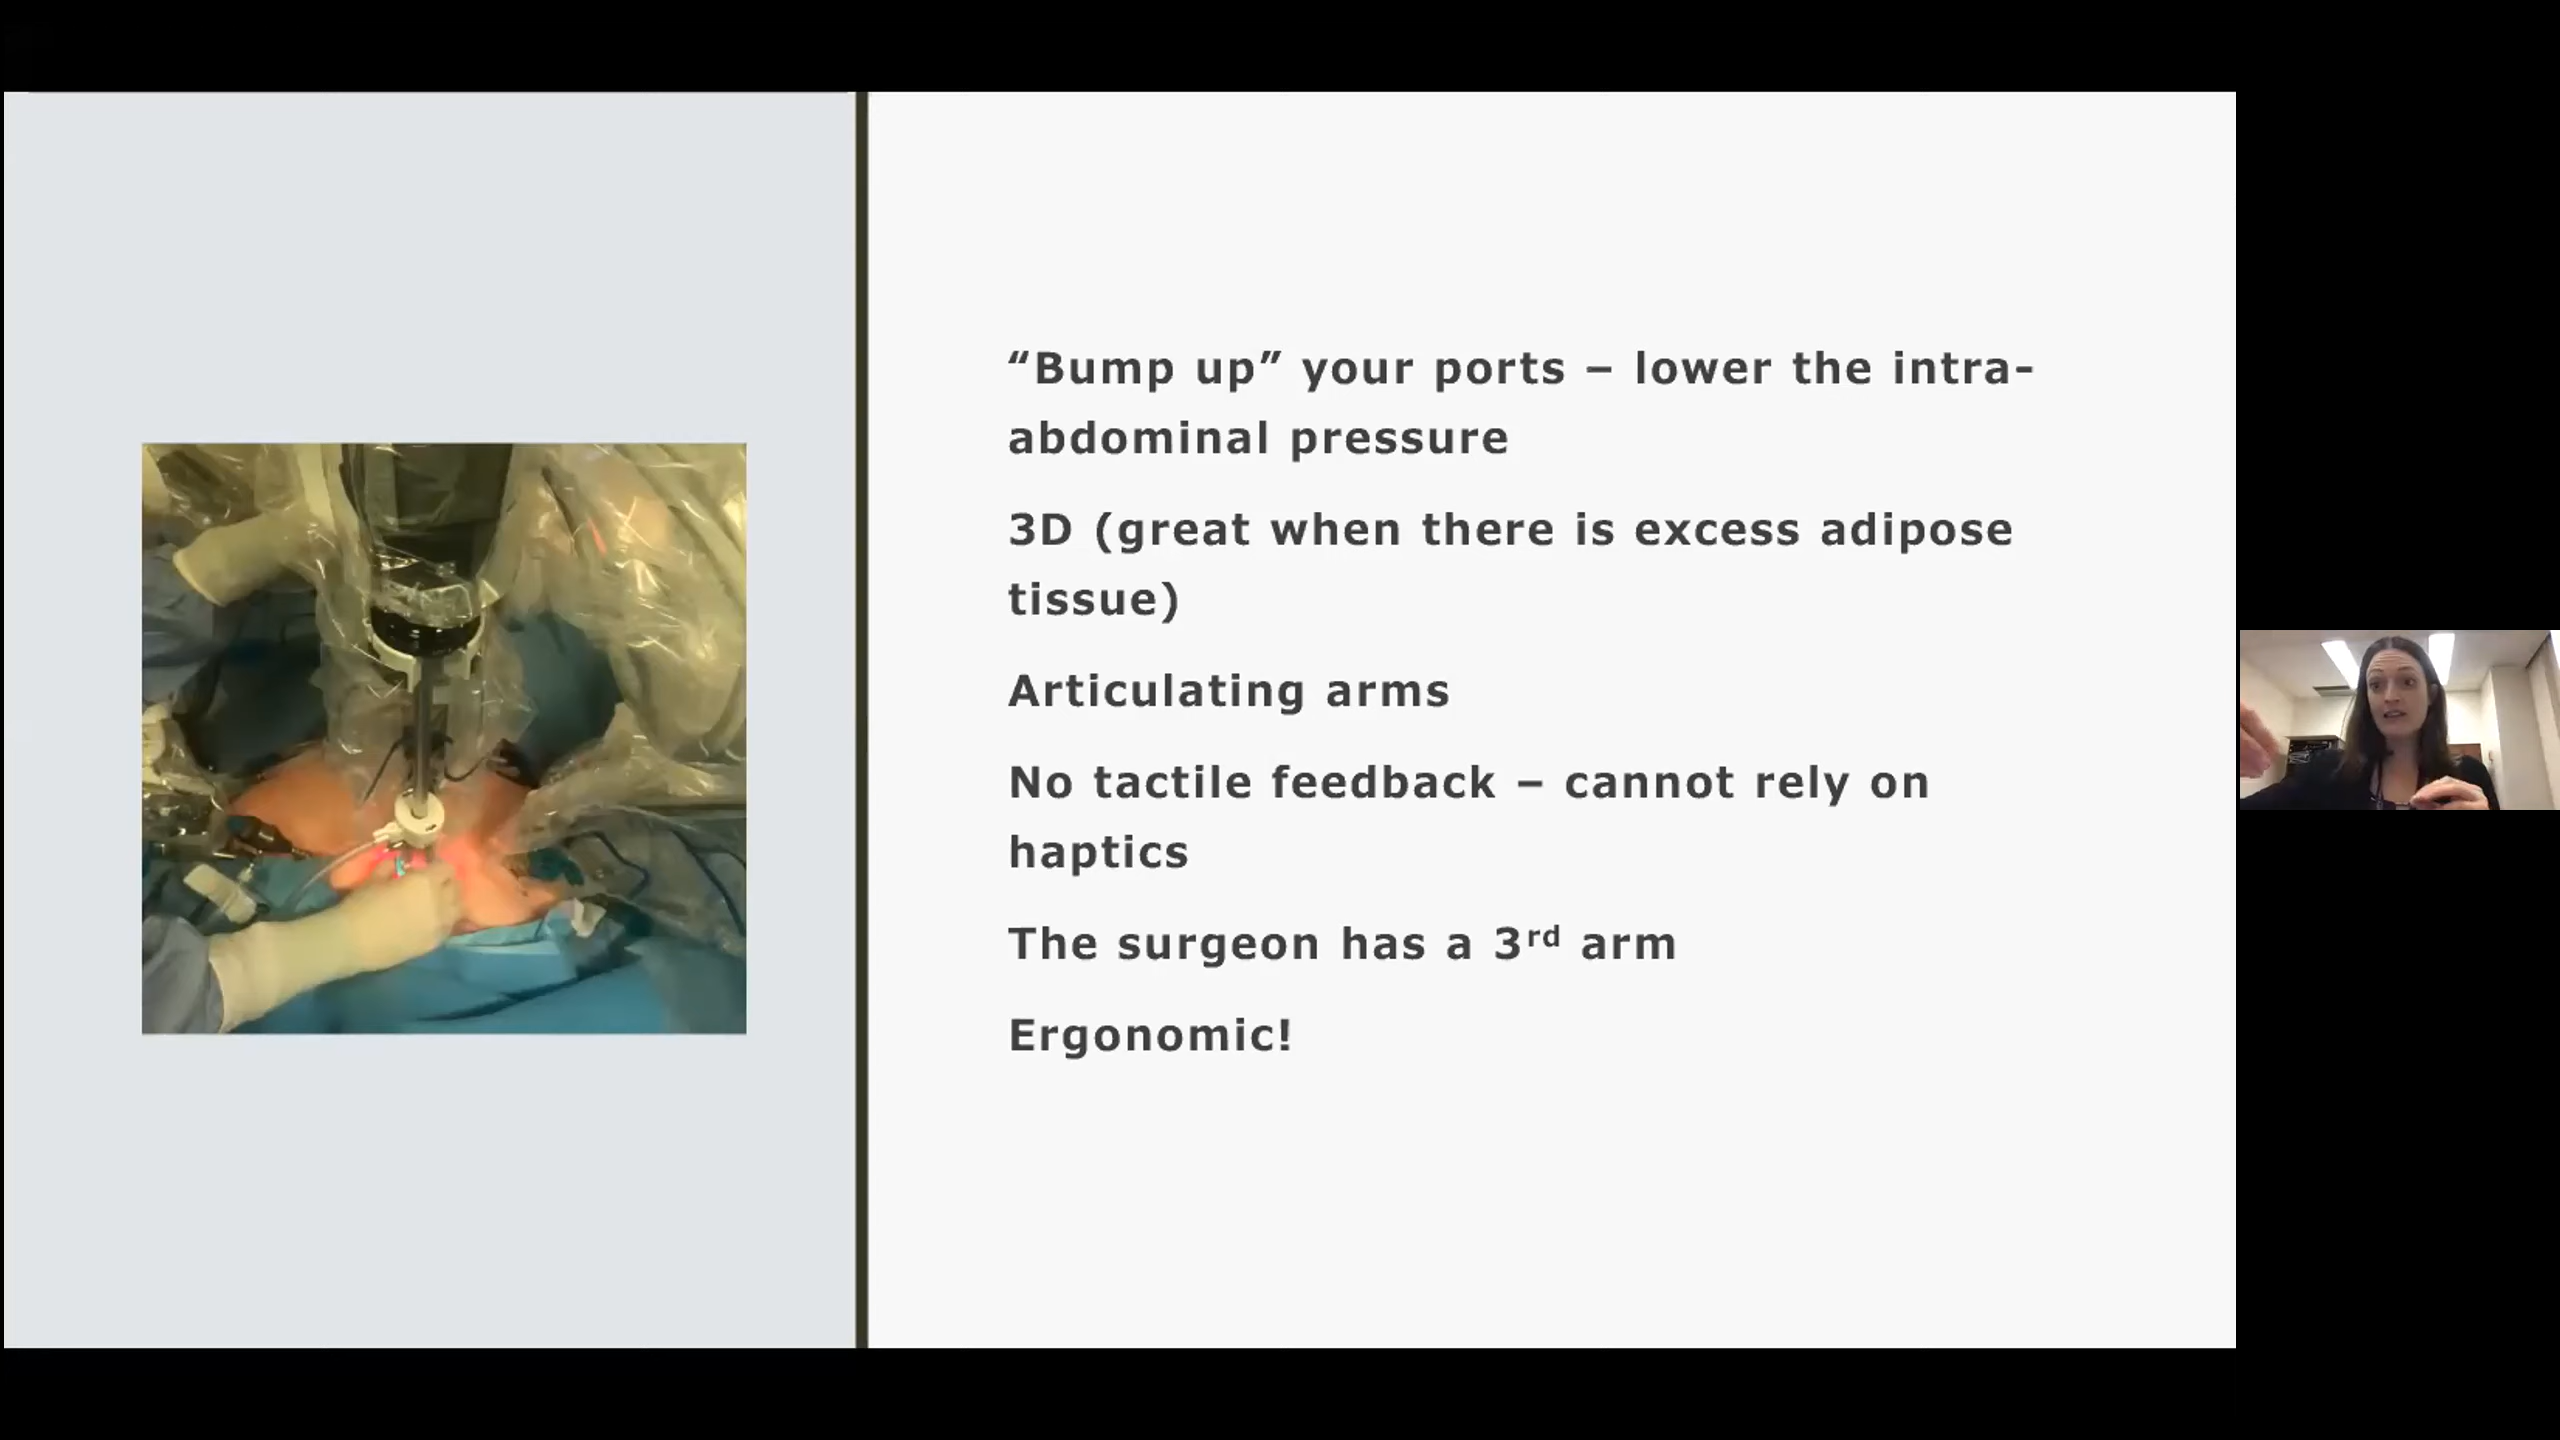 “Bump up” your ports – lower the intra-
abdominal pressure
3D (great when there is excess adipose
tissue)
Articulating arms
No tactile feedback – cannot rely on
haptics
The surgeon has a 3rd arm
Ergonomic!